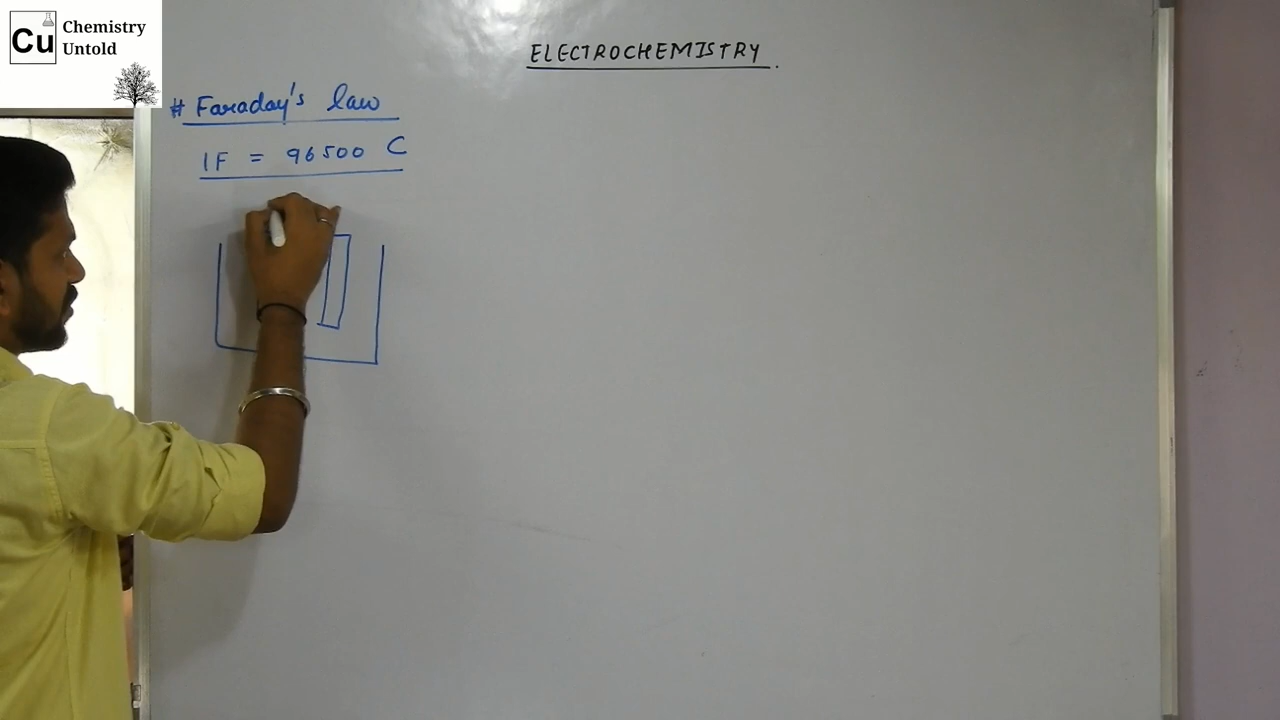 Cu
Chemistry
Untold
ELECTROCHEMISTRY.
# Faraday's law
1F = 96500 C